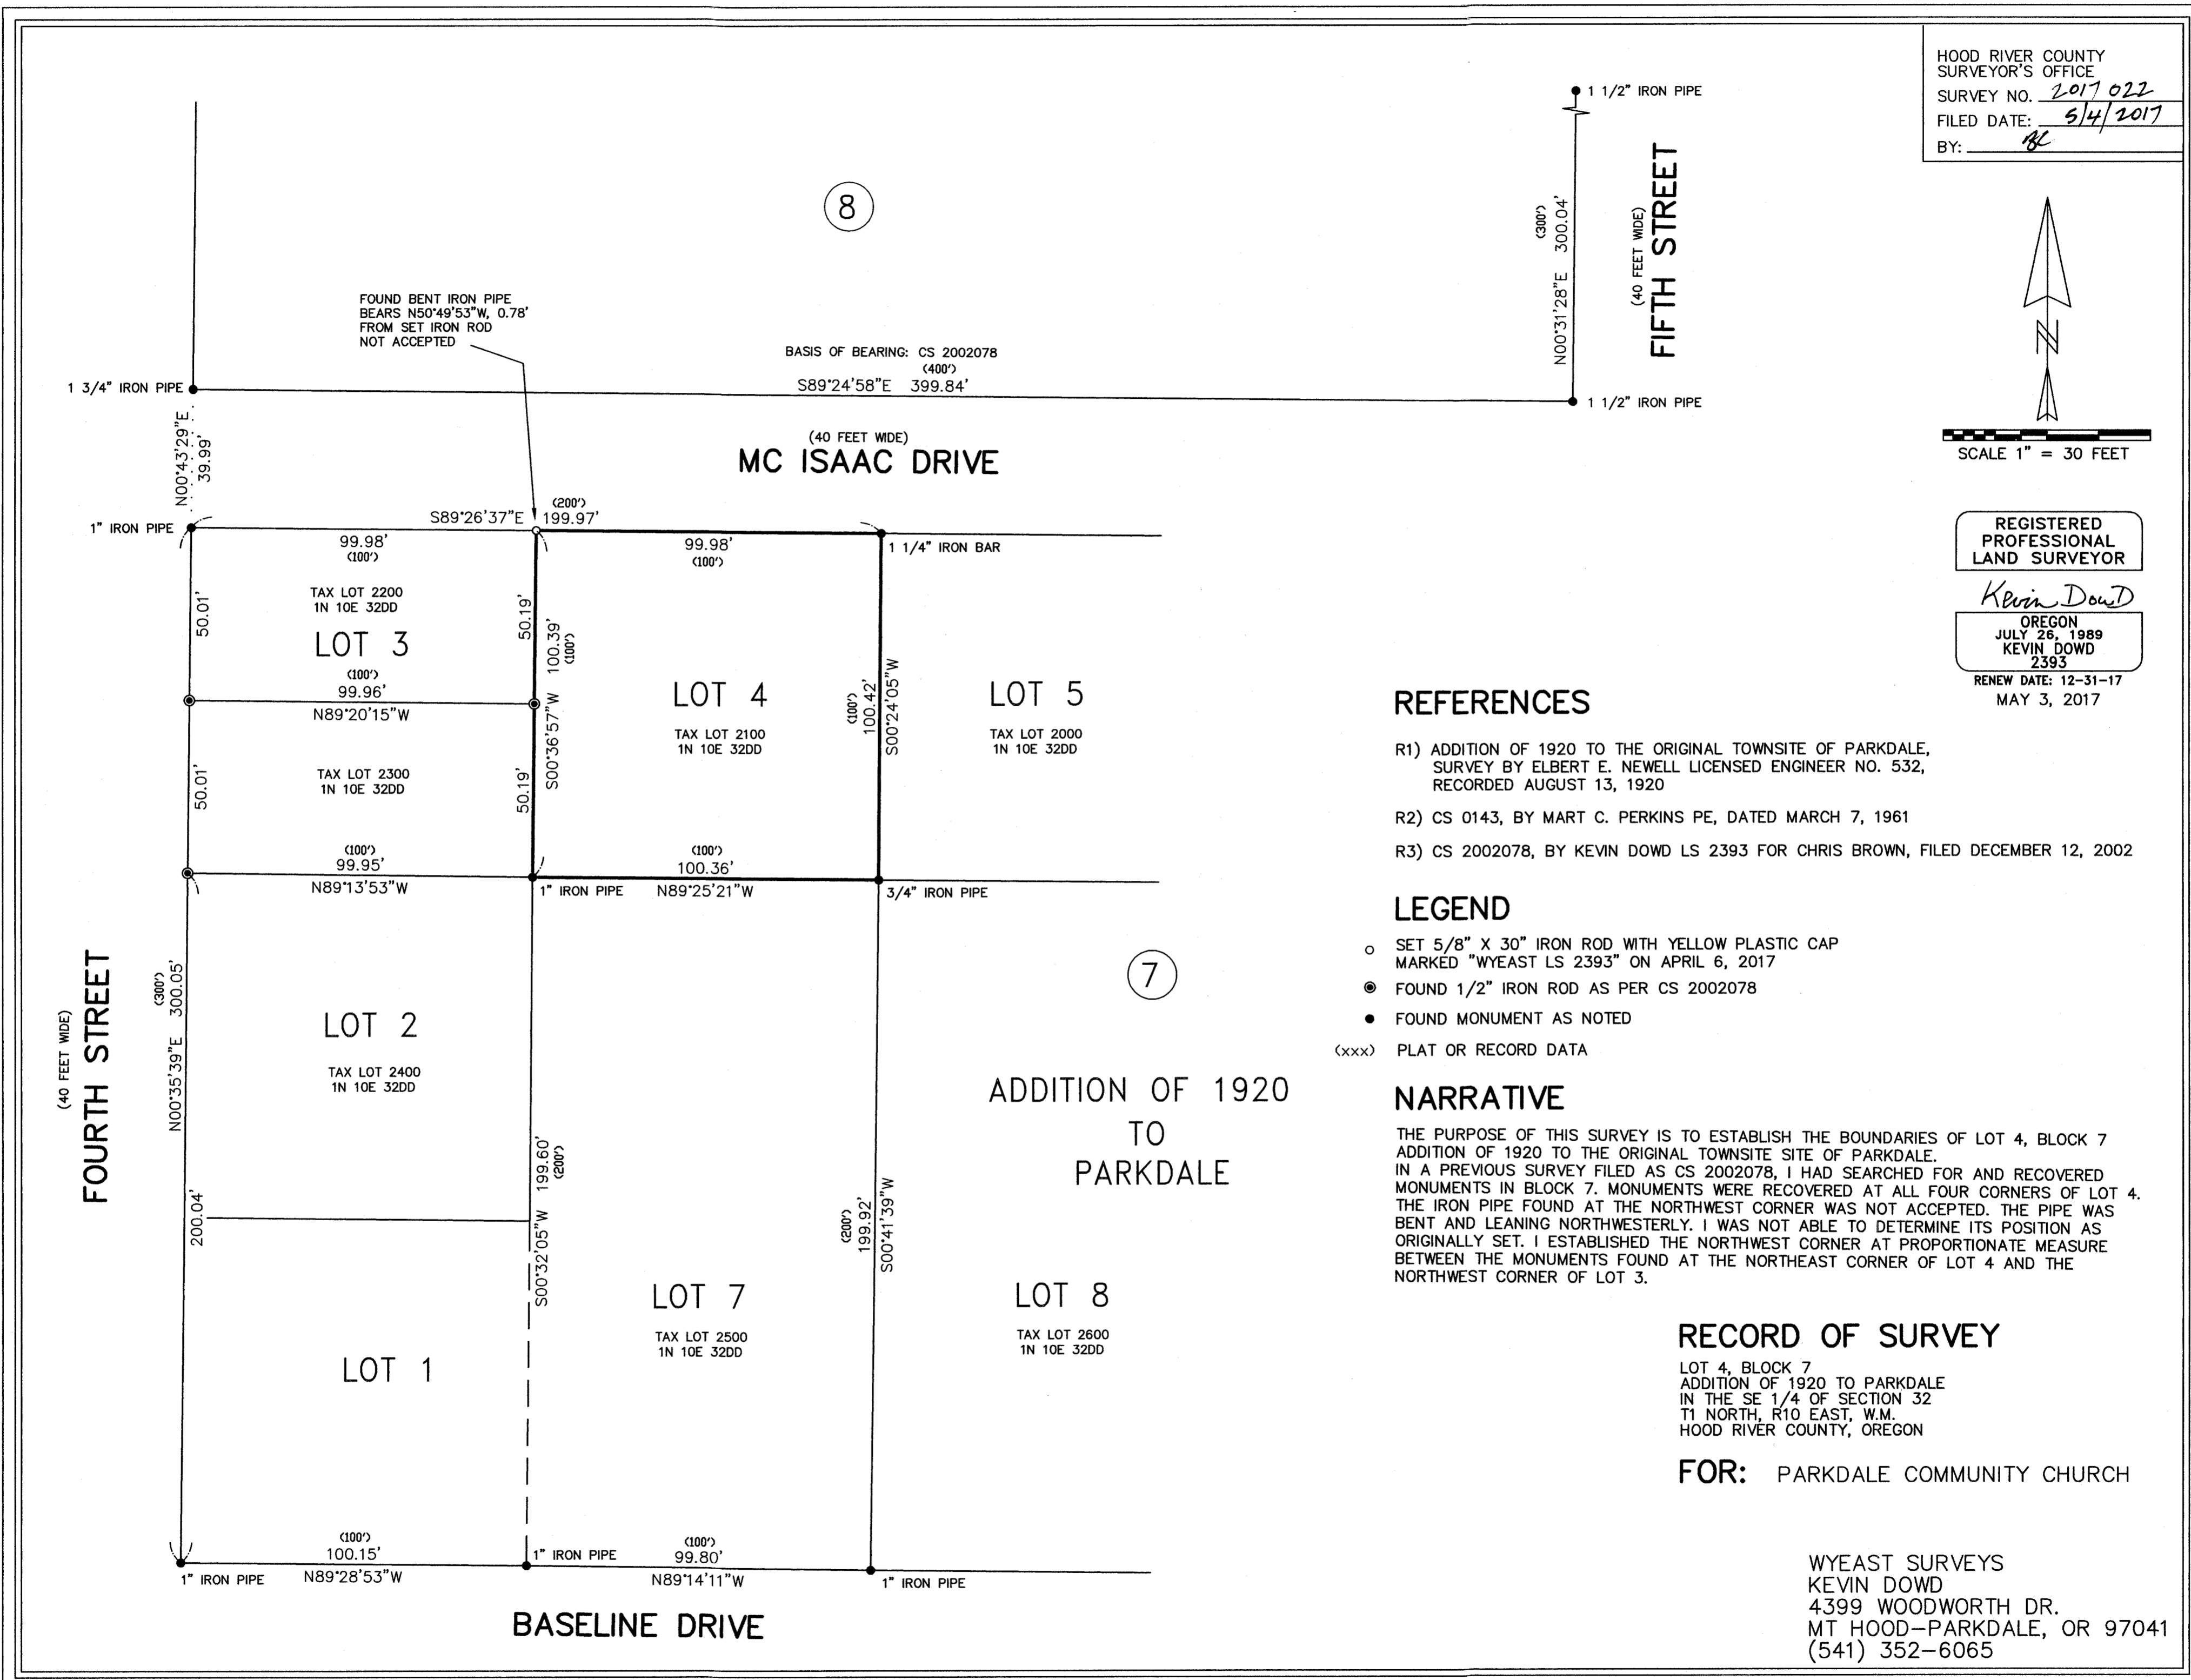 HOOD RIVER COUNTY
SURVEYOR'S OFFICE
SURVEY NO. 2017 022
FILED DATE: 5/4/2017
BY:
1 1/2" IRON PIPE
(300')
N00°31'28"E 300.04'
(40 FEET WIDE)
FIFTH STREET
8
FOUND BENT IRON PIPE
BEARS N50°49'53"W, 0.78'
FROM SET IRON ROD
NOT ACCEPTED
BASIS OF BEARING: CS 2002078
(400')
S89°24'58"E 399.84'
1 3/4" IRON PIPE
1 1/2" IRON PIPE
N00°43'29"E
39.99'
(40 FEET WIDE)
MC ISAAC DRIVE
N
SCALE 1" = 30 FEET
(200')
S89°26'37"E 199.97'
1" IRON PIPE
99.98'
(100')
99.98'
(100')
1 1/4" IRON BAR
REGISTERED
PROFESSIONAL
LAND SURVEYOR
Kevin Dowd
OREGON
JULY 26, 1989
KEVIN DOWD
2393
RENEW DATE: 12-31-17
MAY 3, 2017
50.01'
TAX LOT 2200
1N 10E 32DD
LOT 3
50.19'
100.39'
(100')
S00°36'57"W
(100')
99.96'
N89°20'15"W
LOT 4
TAX LOT 2100
1N 10E 32DD
(100')
100.42'
S00°24'05"W
LOT 5
TAX LOT 2000
1N 10E 32DD
50.01'
TAX LOT 2300
1N 10E 32DD
50.19'
(100')
99.95'
N89°13'53"W
(100')
100.36'
1" IRON PIPE
N89°25'21"W
3/4" IRON PIPE
REFERENCES
R1) ADDITION OF 1920 TO THE ORIGINAL TOWNSITE OF PARKDALE,
SURVEY BY ELBERT E. NEWELL LICENSED ENGINEER NO. 532,
RECORDED AUGUST 13, 1920
R2) CS 0143, BY MART C. PERKINS PE, DATED MARCH 7, 1961
R3) CS 2002078, BY KEVIN DOWD LS 2393 FOR CHRIS BROWN, FILED DECEMBER 12, 2002
LEGEND
SET 5/8" X 30" IRON ROD WITH YELLOW PLASTIC CAP
MARKED "WYEAST LS 2393" ON APRIL 6, 2017
FOUND 1/2" IRON ROD AS PER CS 2002078
FOUND MONUMENT AS NOTED
(xxx) PLAT OR RECORD DATA
(40 FEET WIDE)
FOURTH STREET
(300')
N00°35'39"E 300.05'
200.04'
LOT 2
TAX LOT 2400
1N 10E 32DD
S00°32'05"W 199.60'
(200')
7
ADDITION OF 1920
TO
PARKDALE
(200')
199.92'
S00°41'39"W
LOT 1
LOT 7
TAX LOT 2500
1N 10E 32DD
LOT 8
TAX LOT 2600
1N 10E 32DD
NARRATIVE
THE PURPOSE OF THIS SURVEY IS TO ESTABLISH THE BOUNDARIES OF LOT 4, BLOCK 7
ADDITION OF 1920 TO THE ORIGINAL TOWNSITE SITE OF PARKDALE.
IN A PREVIOUS SURVEY FILED AS CS 2002078, I HAD SEARCHED FOR AND RECOVERED
MONUMENTS IN BLOCK 7. MONUMENTS WERE RECOVERED AT ALL FOUR CORNERS OF LOT 4.
THE IRON PIPE FOUND AT THE NORTHWEST CORNER WAS NOT ACCEPTED. THE PIPE WAS
BENT AND LEANING NORTHWESTERLY. I WAS NOT ABLE TO DETERMINE ITS POSITION AS
ORIGINALLY SET. I ESTABLISHED THE NORTHWEST CORNER AT PROPORTIONATE MEASURE
BETWEEN THE MONUMENTS FOUND AT THE NORTHEAST CORNER OF LOT 4 AND THE
NORTHWEST CORNER OF LOT 3.
RECORD OF SURVEY
LOT 4, BLOCK 7
ADDITION OF 1920 TO PARKDALE
IN THE SE 1/4 OF SECTION 32
T1 NORTH, R10 EAST, W.M.
HOOD RIVER COUNTY, OREGON
FOR: PARKDALE COMMUNITY CHURCH
(100')
100.15'
1" IRON PIPE
N89°28'53"W
1" IRON PIPE
(100')
99.80'
N89°14'11"W
1" IRON PIPE
BASELINE DRIVE
WYEAST SURVEYS
KEVIN DOWD
4399 WOODWORTH DR.
MT HOOD-PARKDALE, OR 97041
(541) 352-6065